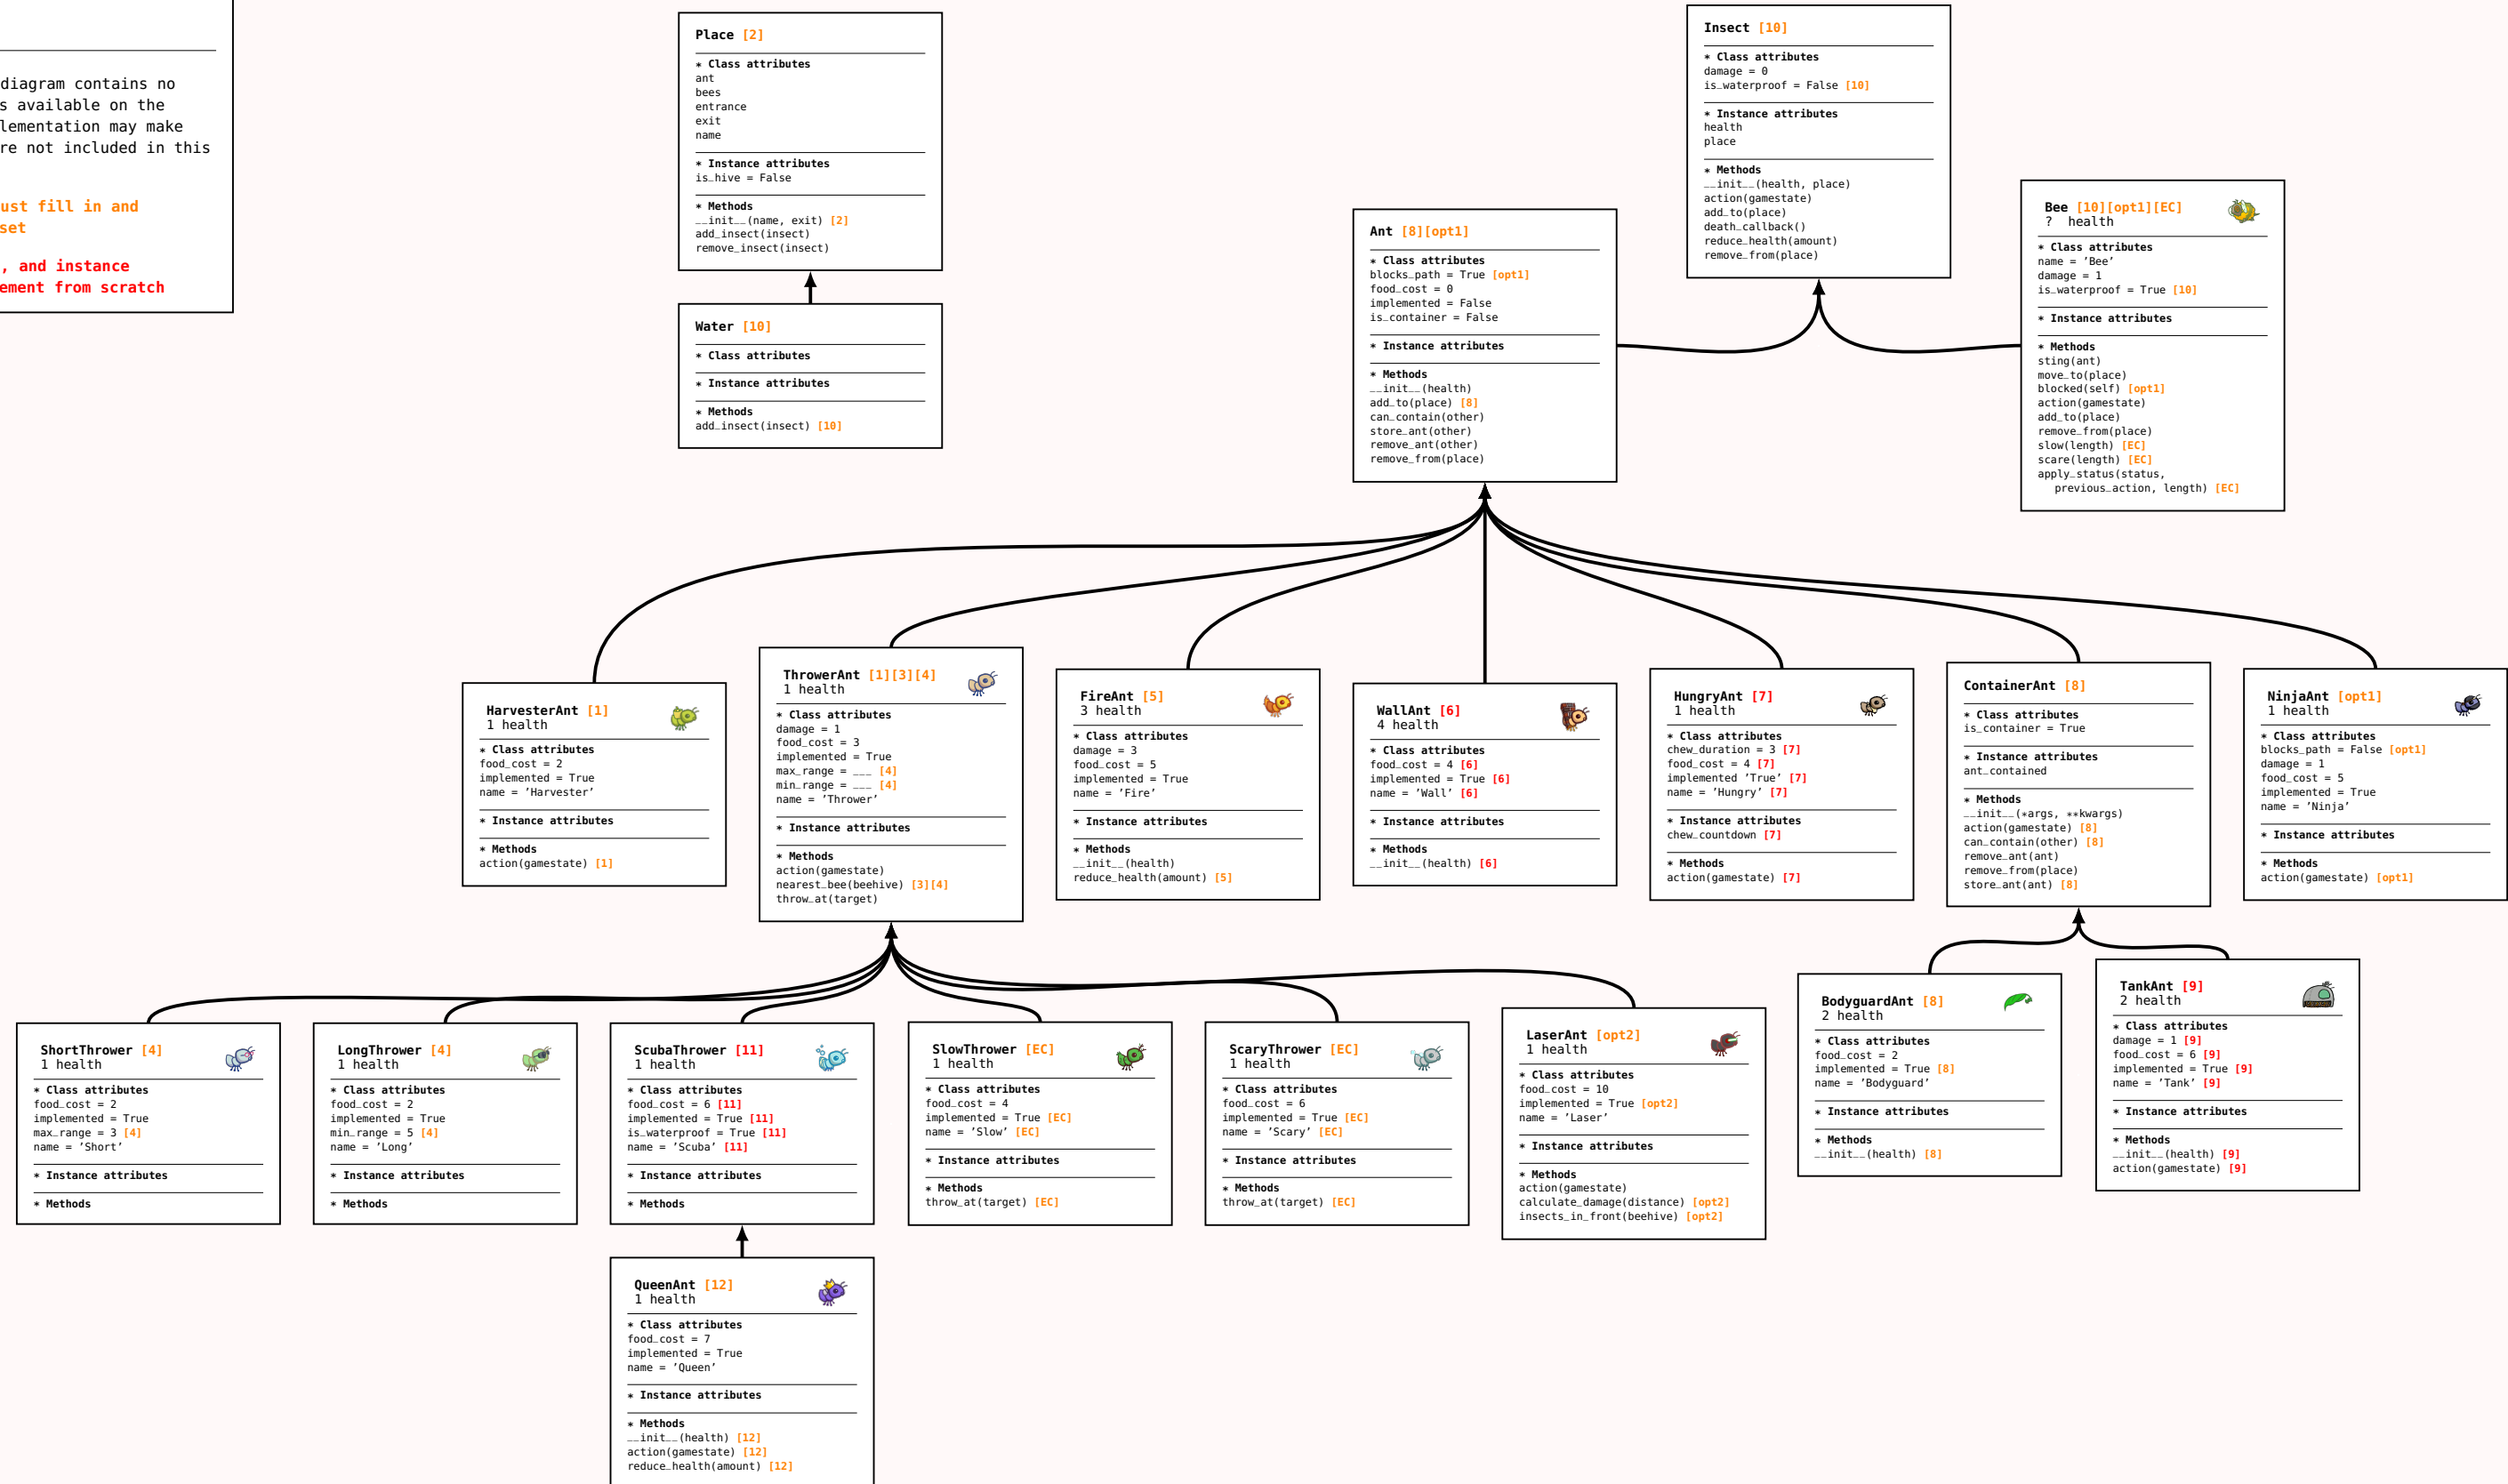 diagram contains no
s available on the
lementation may make
re not included in this
ust fill in and
set
, and instance
ement from scratch
Place [2]
* Class attributes
ant
bees
entrance
exit
name
* Instance attributes
is_hive = False
* Methods
__init__(name, exit) [2]
add_insect(insect)
remove_insect(insect)
Water [10]
* Class attributes
* Instance attributes
* Methods
add_insect(insect) [10]
Insect [10]
* Class attributes
damage = 0
is_waterproof = False [10]
* Instance attributes
health
place
* Methods
__init__(health, place)
action(gamestate)
add_to(place)
death_callback()
reduce_health(amount)
remove_from(place)
Ant [8][opt1]
* Class attributes
blocks_path = True [opt1]
food_cost = 0
implemented = False
is_container = False
* Instance attributes
* Methods
__init__(health)
add_to(place) [8]
can_contain(other)
store_ant(other)
remove_ant(other)
remove_from(place)
Bee [10][opt1][EC]
? health
* Class attributes
name = ’Bee’
damage = 1
is_waterproof = True [10]
* Instance attributes
* Methods
sting(ant)
move_to(place)
blocked(self) [opt1]
action(gamestate)
add_to(place)
remove_from(place)
slow(length) [EC]
scare(length) [EC]
apply_status(status,
previous_action, length) [EC]
HarvesterAnt [1]
1 health
* Class attributes
food_cost = 2
implemented = True
name = ’Harvester’
* Instance attributes
* Methods
action(gamestate) [1]
ThrowerAnt [1][3][4]
1 health
* Class attributes
damage = 1
food_cost = 3
implemented = True
max_range = ___ [4]
min_range = ___ [4]
name = ’Thrower’
* Instance attributes
* Methods
action(gamestate)
nearest_bee(beehive) [3][4]
throw_at(target)
FireAnt [5]
3 health
* Class attributes
damage = 3
food_cost = 5
implemented = True
name = ’Fire’
* Instance attributes
* Methods
__init__(health)
reduce_health(amount) [5]
WallAnt [6]
4 health
* Class attributes
food_cost = 4 [6]
implemented = True [6]
name = ’Wall’ [6]
* Instance attributes
* Methods
__init__(health) [6]
HungryAnt [7]
1 health
* Class attributes
chew_duration = 3 [7]
food_cost = 4 [7]
implemented ’True’ [7]
name = ’Hungry’ [7]
* Instance attributes
chew_countdown [7]
* Methods
action(gamestate) [7]
ContainerAnt [8]
* Class attributes
is_container = True
* Instance attributes
ant_contained
* Methods
__init__(*args, **kwargs)
action(gamestate) [8]
can_contain(other) [8]
remove_ant(ant)
remove_from(place)
store_ant(ant) [8]
NinjaAnt [opt1]
1 health
* Class attributes
blocks_path = False [opt1]
damage = 1
food_cost = 5
implemented = True
name = ’Ninja’
* Instance attributes
* Methods
action(gamestate) [opt1]
ShortThrower [4]
1 health
* Class attributes
food_cost = 2
implemented = True
max_range = 3 [4]
name = ’Short’
* Instance attributes
* Methods
LongThrower [4]
1 health
* Class attributes
food_cost = 2
implemented = True
min_range = 5 [4]
name = ’Long’
* Instance attributes
* Methods
ScubaThrower [11]
1 health
* Class attributes
food_cost = 6 [11]
implemented = True [11]
is_waterproof = True [11]
name = ’Scuba’ [11]
* Instance attributes
* Methods
SlowThrower [EC]
1 health
* Class attributes
food_cost = 4
implemented = True [EC]
name = ’Slow’ [EC]
* Instance attributes
* Methods
throw_at(target) [EC]
ScaryThrower [EC]
1 health
* Class attributes
food_cost = 6
implemented = True [EC]
name = ’Scary’ [EC]
* Instance attributes
* Methods
throw_at(target) [EC]
LaserAnt [opt2]
1 health
* Class attributes
food_cost = 10
implemented = True [opt2]
name = ’Laser’
* Instance attributes
* Methods
action(gamestate)
calculate_damage(distance) [opt2]
insects_in_front(beehive) [opt2]
BodyguardAnt [8]
2 health
* Class attributes
food_cost = 2
implemented = True [8]
name = ’Bodyguard’
* Instance attributes
* Methods
__init__(health) [8]
TankAnt [9]
2 health
* Class attributes
damage = 1 [9]
food_cost = 6 [9]
implemented = True [9]
name = ’Tank’ [9]
* Instance attributes
* Methods
__init__(health) [9]
action(gamestate) [9]
QueenAnt [12]
1 health
* Class attributes
food_cost = 7
implemented = True
name = ’Queen’
* Instance attributes
* Methods
__init__(health) [12]
action(gamestate) [12]
reduce_health(amount) [12]